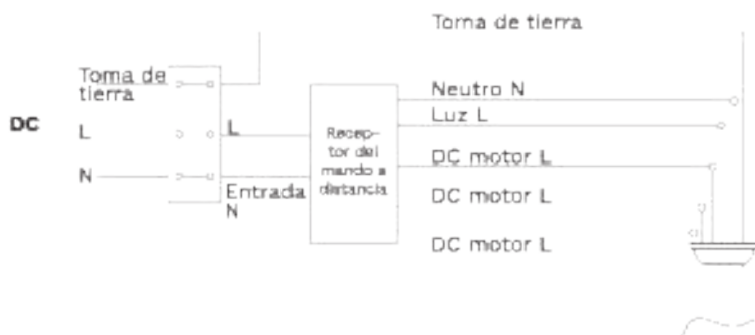 Toma de tierra
Toma de
tierra
DC
L
N
L
Entrada
N
Recep-
tor del
mando a
distancia
Neutro N
Luz L
DC motor L
DC motor L
DC motor L